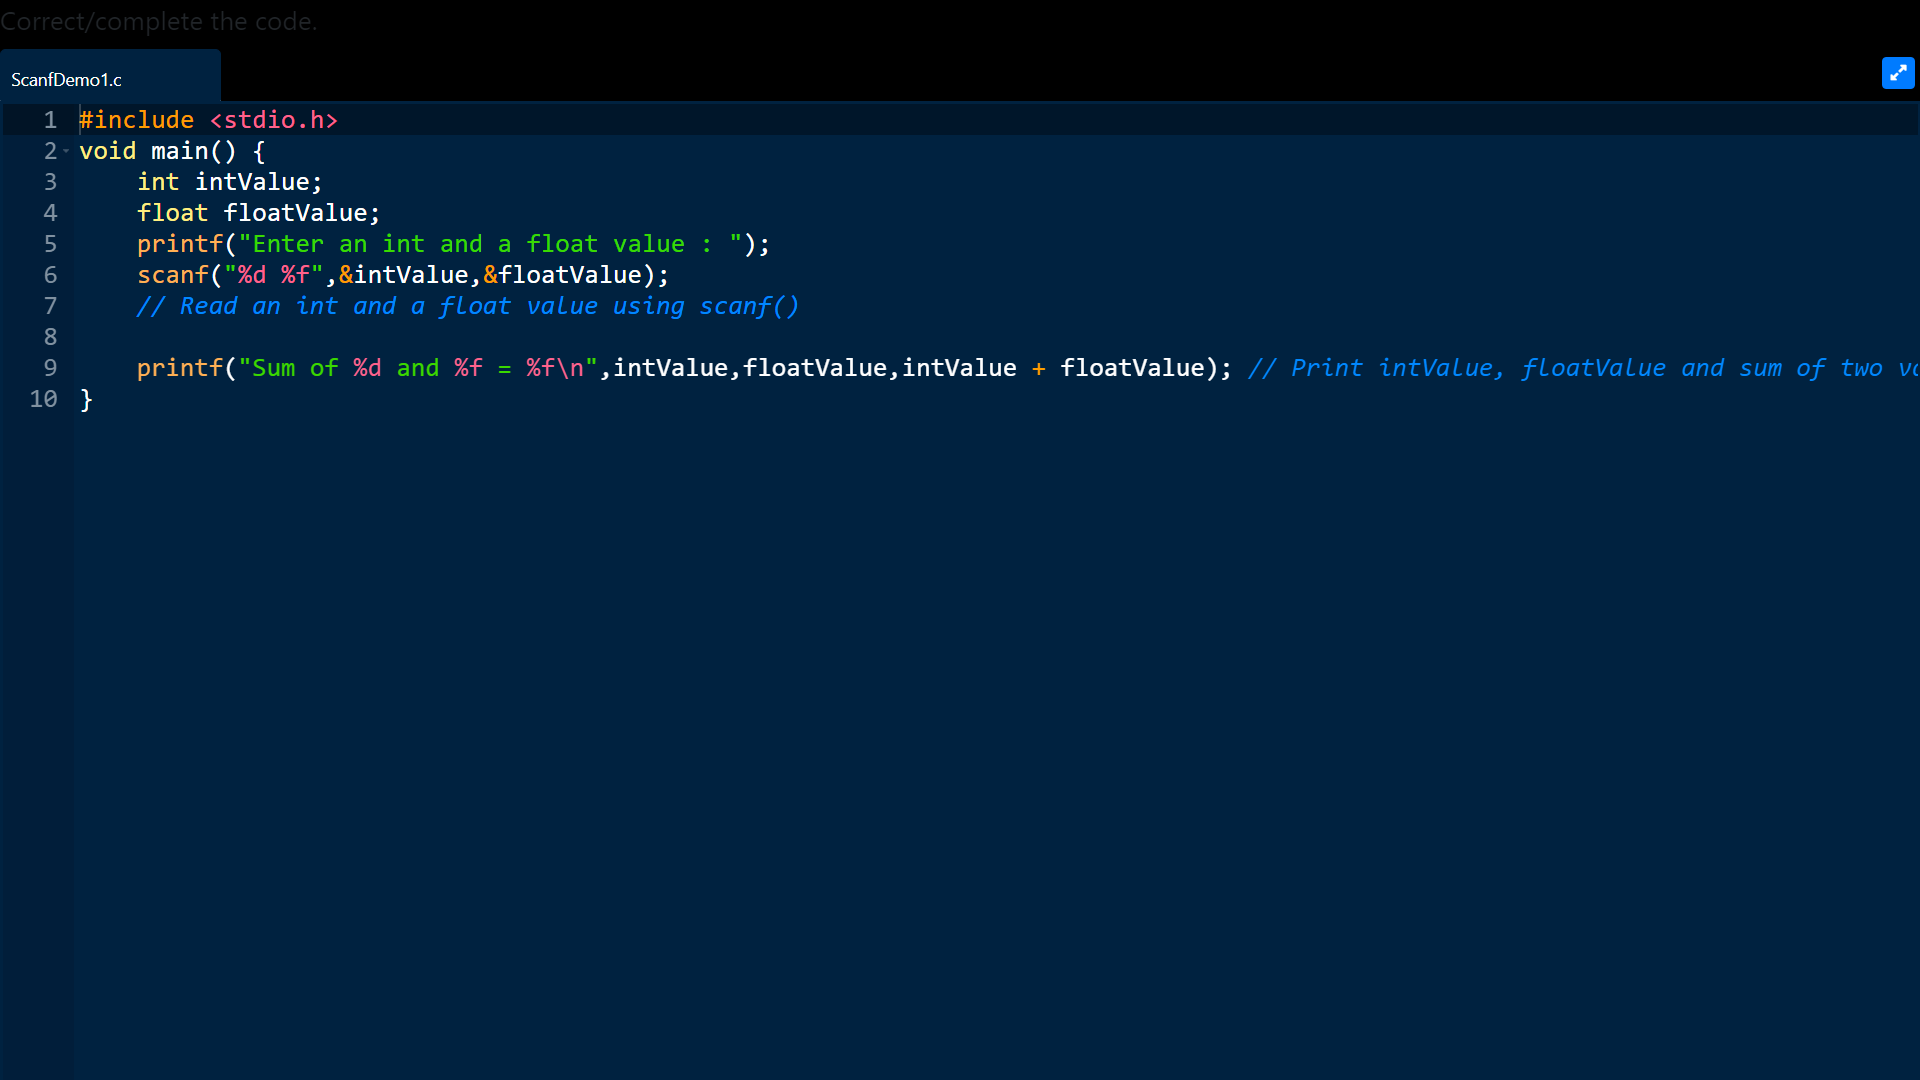 Correct/complete the code.
ScanfDemo1.c
1 #include <stdio.h>
2 void main() {
3     int intValue;
4     float floatValue;
5     printf("Enter an int and a float value : ");
6     scanf("%d %f",&intValue,&floatValue);
7     // Read an int and a float value using scanf()
8
9     printf("Sum of %d and %f = %f\n",intValue,floatValue,intValue + floatValue); // Print intValue, floatValue and sum of two
10 }